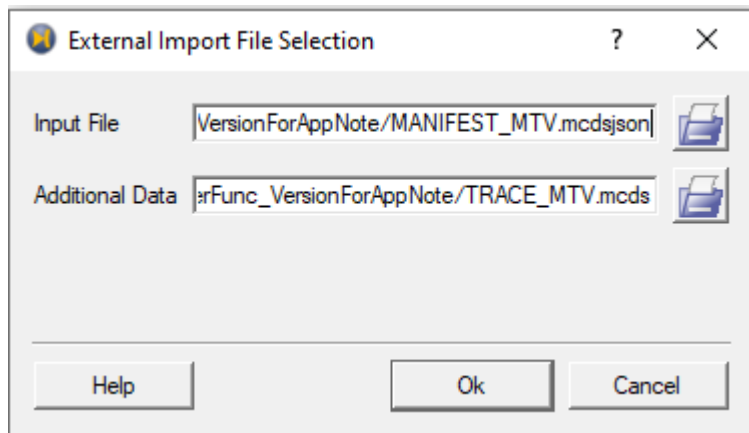 External Import File Selection ?
Input File VersionForAppNote/MANIFEST_MTV.mcdsjson
Additional Data erFunc_VersionForAppNote/TRACE_MTV.mcds
Help Ok Cancel